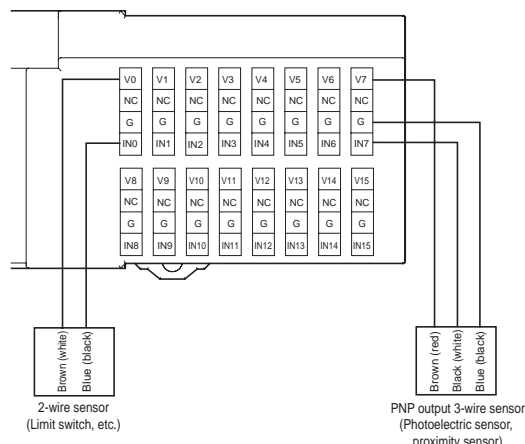 V0 V1 V2 V3 V4 V5 V6 V7
NC NC NC NC NC NC NC NC
G G G G G G G G
IN0 IN1 IN2 IN3 IN4 IN5 IN6 IN7
V8 V9 V10 V11 V12 V13 V14 V15
NC NC NC NC NC NC NC NC
G G G G G G G G
IN8 IN9 IN10 IN11 IN12 IN13 IN14 IN15
Brown (white)
Blue (black)
2-wire sensor
(Limit switch, etc.)
Brown (red)
Black (white)
Blue (black)
PNP output 3-wire sensor
(Photoelectric sensor,
proximity sensor)